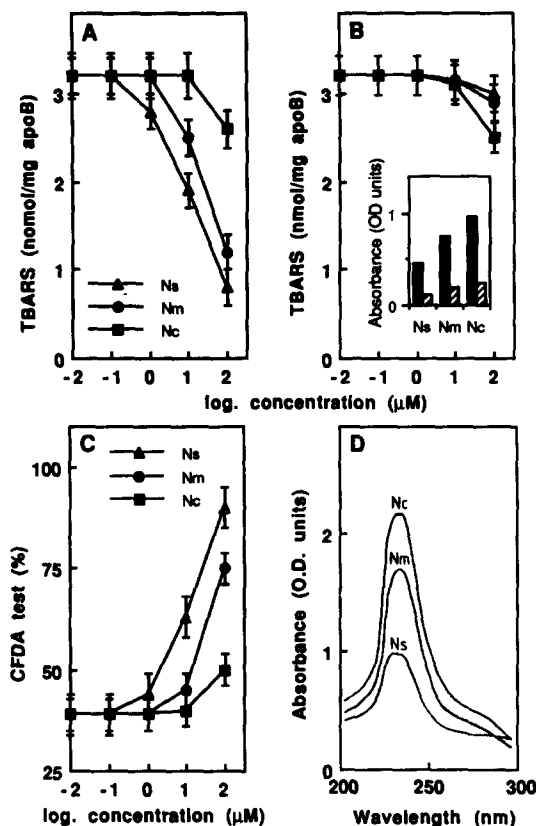 A
TBARS (nomol/mg apoB)
3
2
1
0
Ns
Nm
Nc
-2 -1 0 1 2
B
TBARS (nmol/mg apoB)
3
2
1
0
Absorbance (OD units)
1
0
Ns Nm Nc
-2 -1 0 1 2
log. concentration (μM)
C
CFDA test (%)
100
75
50
25
Ns
Nm
Nc
-2 -1 0 1 2
log. concentration (μM)
D
Absorbance (O.D. units)
2
1
0
Nc
Nm
Ns
200 250 300
Wavelength (nm)